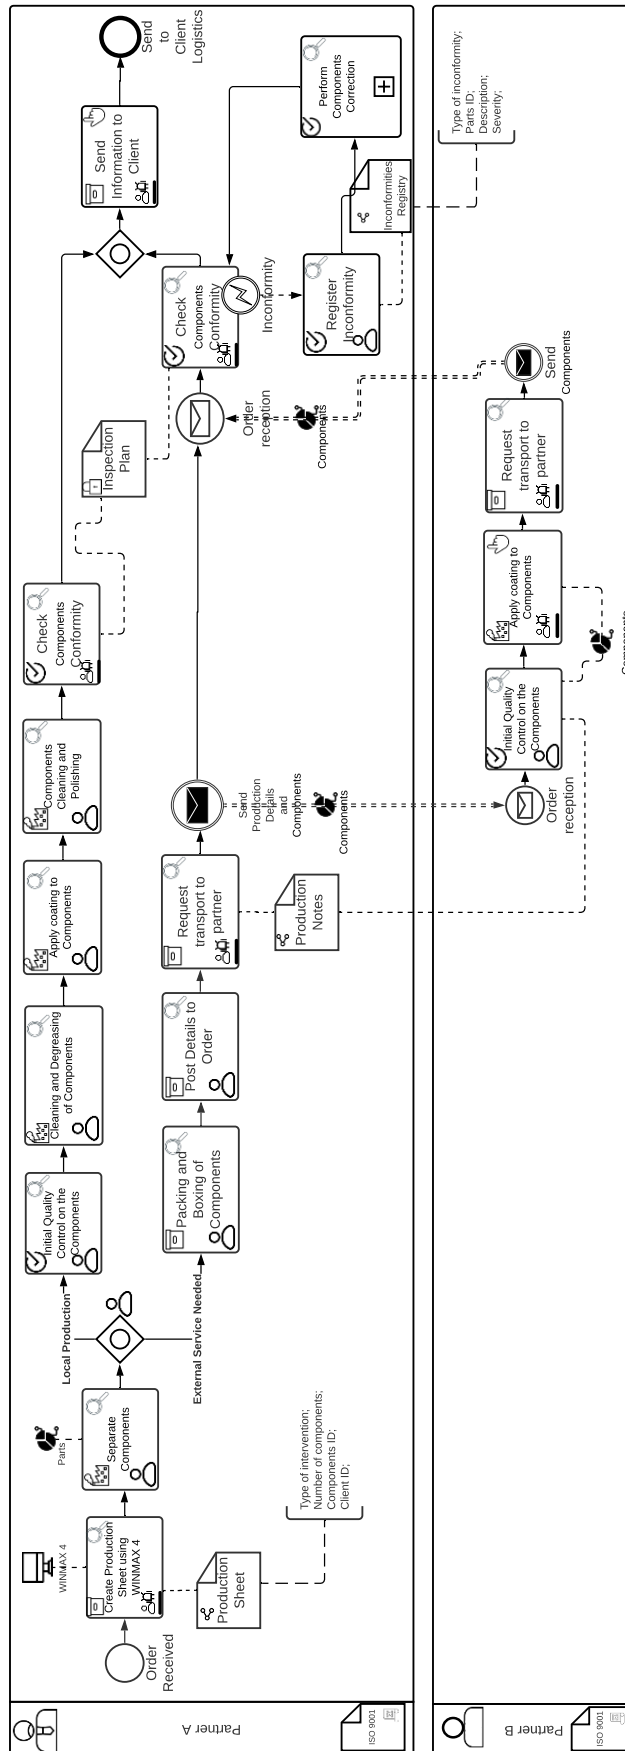 Partner A
ISO 9001
Order
Received
Create Production
Sheet using
WINMAX 4
WINMAX 4
Production
Sheet
Type of intervention;
Number of components;
Components ID;
Client ID;
Separate
Components
Parts
Local Production
External Service Needed
Initial Quality
Control on the
Components
Cleaning and Degreasing
of Components
Apply coating to
Components
Components
Cleaning and
Polishing
Check
Components
Conformity
Inspection
Plan
Packing and
Boxing of
Components
Post Details to
Order
Request
transport to
partner
Production
Notes
Send
Production
Details
and
Components
Components
Order
reception
Components
Check
Components
Conformity
Inconformity
Register
Inconformity
Inconformities
Registry
Type of inconformity;
Parts ID;
Description;
Severity;
Perform
Components
Correction
Send
Information to
Client
Send
to
Client
Logistics
Partner B
ISO 9001
Order
reception
Initial Quality
Control on the
Components
Apply coating to
Components
Request
transport to
partner
Send
Components